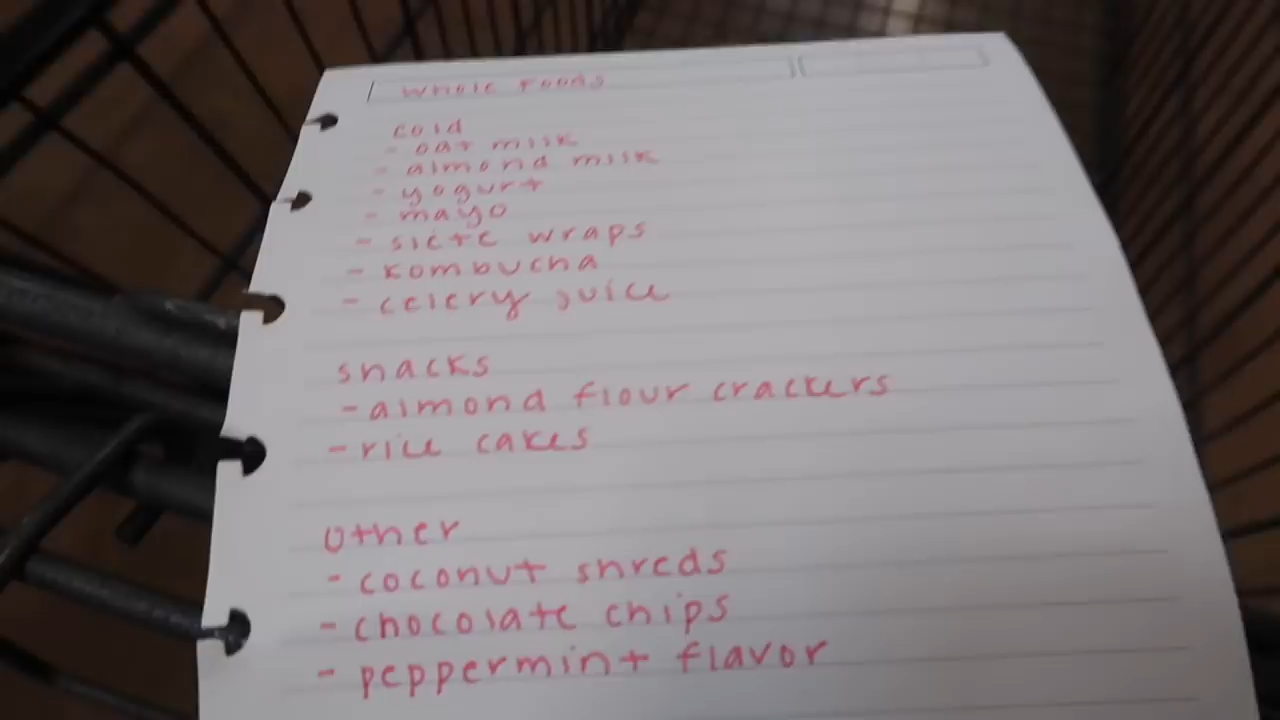 Whole Foods
cold
- oat milk
- almond milk
- yogurt
- mayo
- siete wraps
- kombucha
- celery juice
snacks
- almond flour crackers
- rice cakes
other
- coconut shreds
- chocolate chips
- peppermint flavor